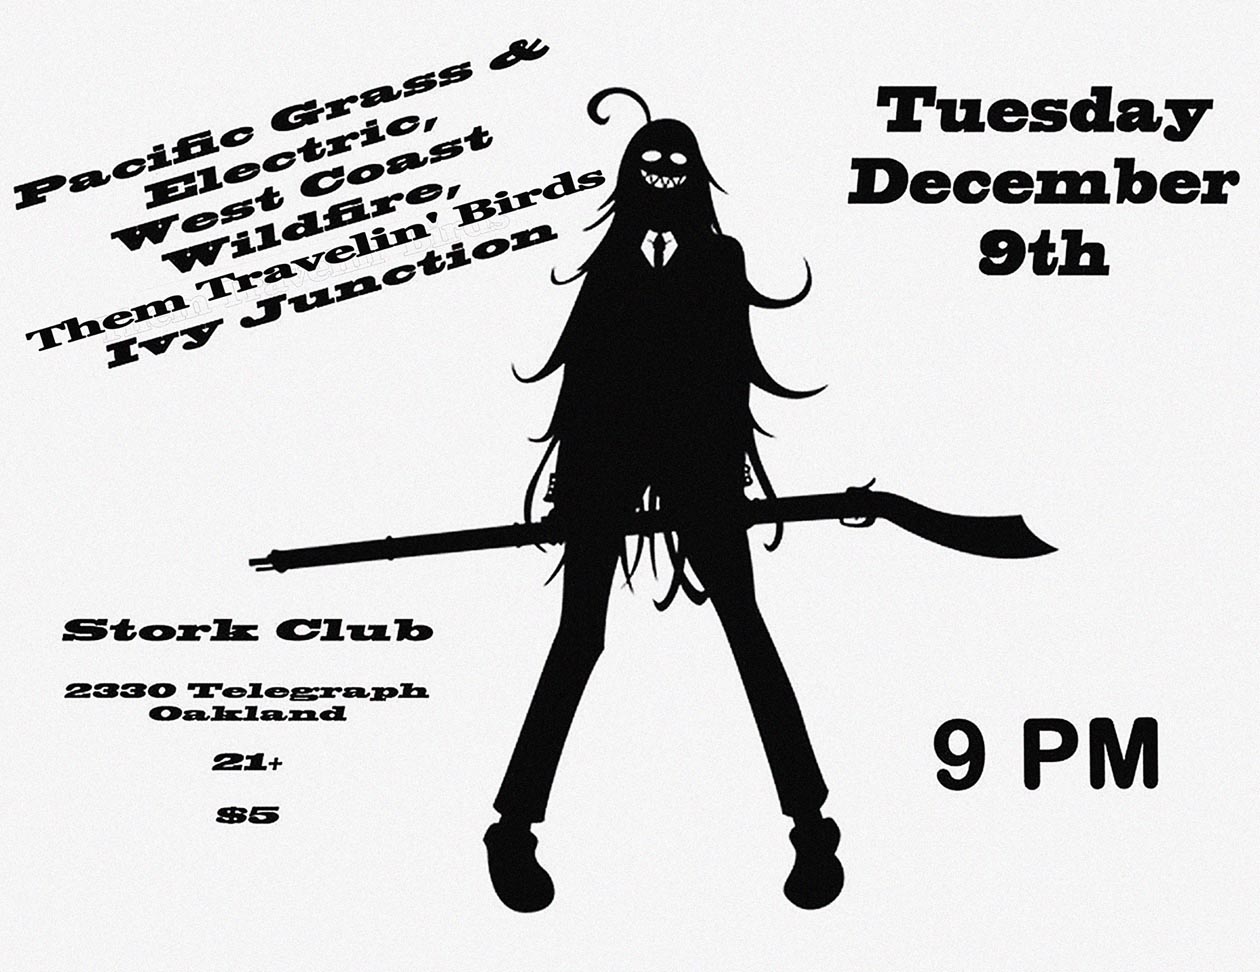 Pacific Grass &
Electric,
West Coast
Wildfire,
Them Travelin' Birds
Ivy Junction
Tuesday
December
9th
Stork Club
2330 Telegraph
Oakland
21+
$5
9 PM